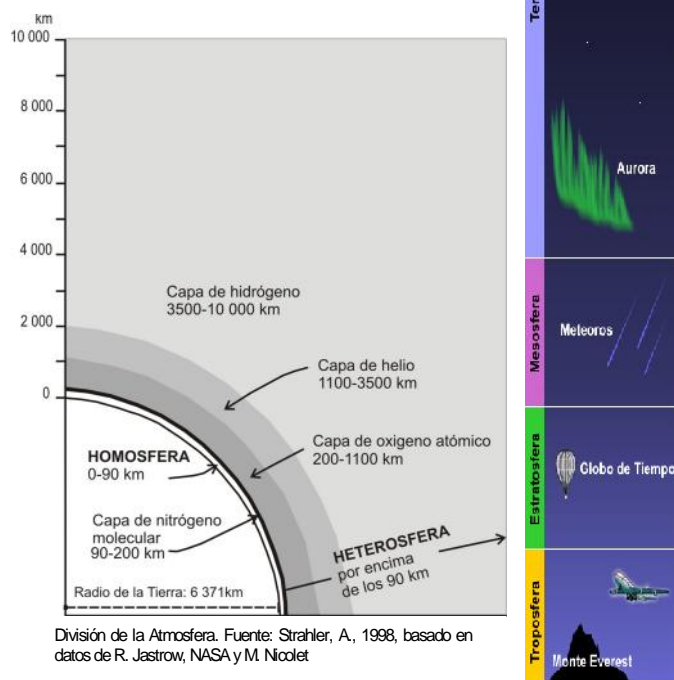 km
10 000
8 000
6 000
4 000
2 000
0
Capa de hidrógeno
3500-10 000 km
Capa de helio
1100-3500 km
Capa de oxigeno atómico
200-1100 km
HOMOSFERA
0-90 km
Capa de nitrógeno
molecular
90-200 km
HETEROSFERA
por encima
de los 90 km
Radio de la Tierra: 6 371km
División de la Atmosfera. Fuente: Strahler, A., 1998, basado en
datos de R. Jastrow, NASA y M. Nicolet
Ter
Aurora
Mesosfera
Meteoros
Estratosfera
Globo de Tiempo
Troposfera
Monte Everest